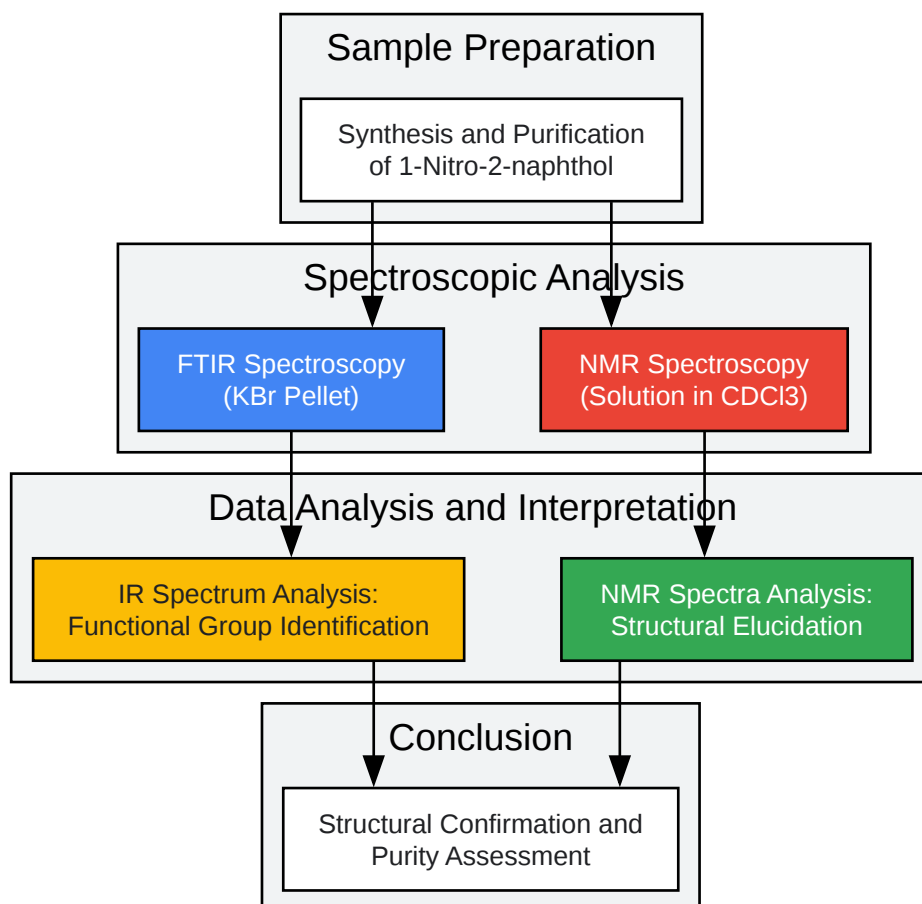 Sample Preparation
Synthesis and Purification
of 1-Nitro-2-naphthol
Spectroscopic Analysis
FTIR Spectroscopy
(KBr Pellet)
NMR Spectroscopy
(Solution in CDCl3)
Data Analysis and Interpretation
IR Spectrum Analysis:
Functional Group Identification
NMR Spectra Analysis:
Structural Elucidation
Conclusion
Structural Confirmation and
Purity Assessment